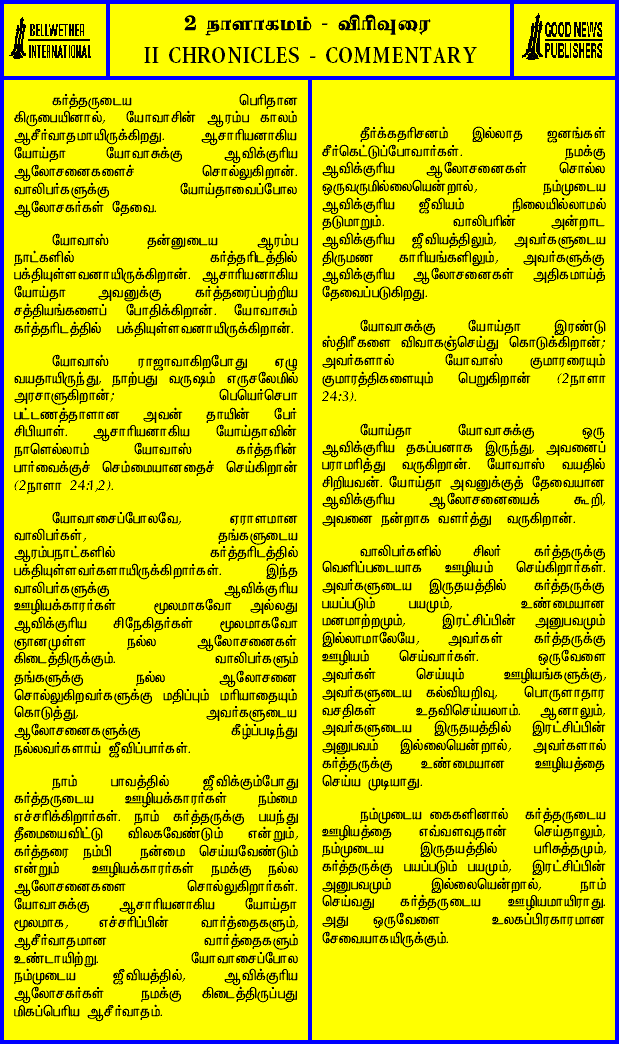 BELLWETHER
INTERNATIONAL
2 நாளாகமம் - விரிவுரை
II CHRONICLES - COMMENTARY
GOOD NEWS
PUBLISHERS
கர்த்தருடைய பெரிதான
கிருபையினால், யோவாசின் ஆரம்ப காலம்
ஆசீர்வாதமாயிருக்கிறது. ஆசாரியனாகிய
யோய்தா யோவாசுக்கு ஆவிக்குரிய
ஆலோசனைகளைச் சொல்லுகிறான்.
வாலிபர்களுக்கு யோய்தாவைப்போல
ஆலோசகர்கள் தேவை.
யோவாஸ் தன்னுடைய ஆரம்ப
நாட்களில் கர்த்தரிடத்தில்
பக்தியுள்ளவனாயிருக்கிறான். ஆசாரியனாகிய
யோய்தா அவனுக்கு கர்த்தரைப்பற்றிய
சத்தியங்களைப் போதிக்கிறான். யோவாசும்
கர்த்தரிடத்தில் பக்தியுள்ளவனாயிருக்கிறான்.
யோவாஸ் ராஜாவாகிறபோது ஏழு
வயதாயிருந்து, நாற்பது வருஷம் எருசலேமில்
அரசாளுகிறான்; பெயெர்செபா
பட்டணத்தாளான அவன் தாயின் பேர்
சிபியாள். ஆசாரியனாகிய யோய்தாவின்
நாளெல்லாம் யோவாஸ் கர்த்தரின்
பார்வைக்குச் செம்மையானதைச் செய்கிறான்
(2நாளா 24:1,2).
யோவாசைப்போலவே, ஏராளமான
வாலிபர்கள், தங்களுடைய
ஆரம்பநாட்களில் கர்த்தரிடத்தில்
பக்தியுள்ளவர்களாயிருக்கிறார்கள். இந்த
வாலிபர்களுக்கு ஆவிக்குரிய
ஊழியக்காரர்கள் மூலமாகவோ அல்லது
ஆவிக்குரிய சிநேகிதர்கள் மூலமாகவோ
ஞானமுள்ள நல்ல ஆலோசனைகள்
கிடைத்திருக்கும். வாலிபர்களும்
தங்களுக்கு நல்ல ஆலோசனை
சொல்லுகிறவர்களுக்கு மதிப்பும் மரியாதையும்
கொடுத்து, அவர்களுடைய
ஆலோசனைகளுக்கு கீழ்ப்படிந்து
நல்லவர்களாய் ஜீவிப்பார்கள்.
நாம் பாவத்தில் ஜீவிக்கும்போது
கர்த்தருடைய ஊழியக்காரர்கள் நம்மை
எச்சரிக்கிறார்கள். நாம் கர்த்தருக்கு பயந்து
தீமையைவிட்டு விலகவேண்டும் என்றும்,
கர்த்தரை நம்பி நன்மை செய்யவேண்டும்
என்றும் ஊழியக்காரர்கள் நமக்கு நல்ல
ஆலோசனைகளை சொல்லுகிறார்கள்.
யோவாசுக்கு ஆசாரியனாகிய யோய்தா
மூலமாக, எச்சரிப்பின் வார்த்தைகளும்,
ஆசீர்வாதமான வார்த்தைகளும்
உண்டாயிற்று. யோவாசைப்போல
நம்முடைய ஜீவியத்தில், ஆவிக்குரிய
ஆலோசகர்கள் நமக்கு கிடைத்திருப்பது
மிகப்பெரிய ஆசீர்வாதம்.
தீர்க்கதரிசனம் இல்லாத ஜனங்கள்
சீர்கெட்டுப்போவார்கள். நமக்கு
ஆவிக்குரிய ஆலோசனைகள் சொல்ல
ஒருவருமில்லையென்றால், நம்முடைய
ஆவிக்குரிய ஜீவியம் நிலையில்லாமல்
தடுமாறும். வாலிபரின் அன்றாட
ஆவிக்குரிய ஜீவியத்திலும், அவர்களுடைய
திருமண காரியங்களிலும், அவர்களுக்கு
ஆவிக்குரிய ஆலோசனைகள் அதிகமாய்த்
தேவைப்படுகிறது.
யோவாசுக்கு யோய்தா இரண்டு
ஸ்திரீகளை விவாகஞ்செய்து கொடுக்கிறான்;
அவர்களால் யோவாஸ் குமாரரையும்
குமாரத்திகளையும் பெறுகிறான் (2நாளா
24:3).
யோய்தா யோவாசுக்கு ஒரு
ஆவிக்குரிய தகப்பனாக இருந்து, அவனைப்
பராமரித்து வருகிறான். யோவாஸ் வயதில்
சிறியவன். யோய்தா அவனுக்குத் தேவையான
ஆவிக்குரிய ஆலோசனையைக் கூறி,
அவனை நன்றாக வளர்த்து வருகிறான்.
வாலிபர்களில் சிலர் கர்த்தருக்கு
வெளிப்படையாக ஊழியம் செய்கிறார்கள்.
அவர்களுடைய இருதயத்தில் கர்த்தருக்கு
பயப்படும் பயமும், உண்மையான
மனமாற்றமும், இரட்சிப்பின் அனுபவமும்
இல்லாமாலேயே, அவர்கள் கர்த்தருக்கு
ஊழியம் செய்வார்கள். ஒருவேளை
அவர்கள் செய்யும் ஊழியங்களுக்கு,
அவர்களுடைய கல்வியறிவு, பொருளாதார
வசதிகள் உதவிசெய்யலாம். ஆனாலும்,
அவர்களுடைய இருதயத்தில் இரட்சிப்பின்
அனுபவம் இல்லையென்றால், அவர்களால்
கர்த்தருக்கு உண்மையான ஊழியத்தை
செய்ய முடியாது.
நம்முடைய கைகளினால் கர்த்தருடைய
ஊழியத்தை எவ்வளவுதான் செய்தாலும்,
நம்முடைய இருதயத்தில் பரிசுத்தமும்,
கர்த்தருக்கு பயப்படும் பயமும், இரட்சிப்பின்
அனுபவமும் இல்லையென்றால், நாம்
செய்வது கர்த்தருடைய ஊழியமாயிராது.
அது ஒருவேளை உலகப்பிரகாரமான
சேவையாகயிருக்கும்.